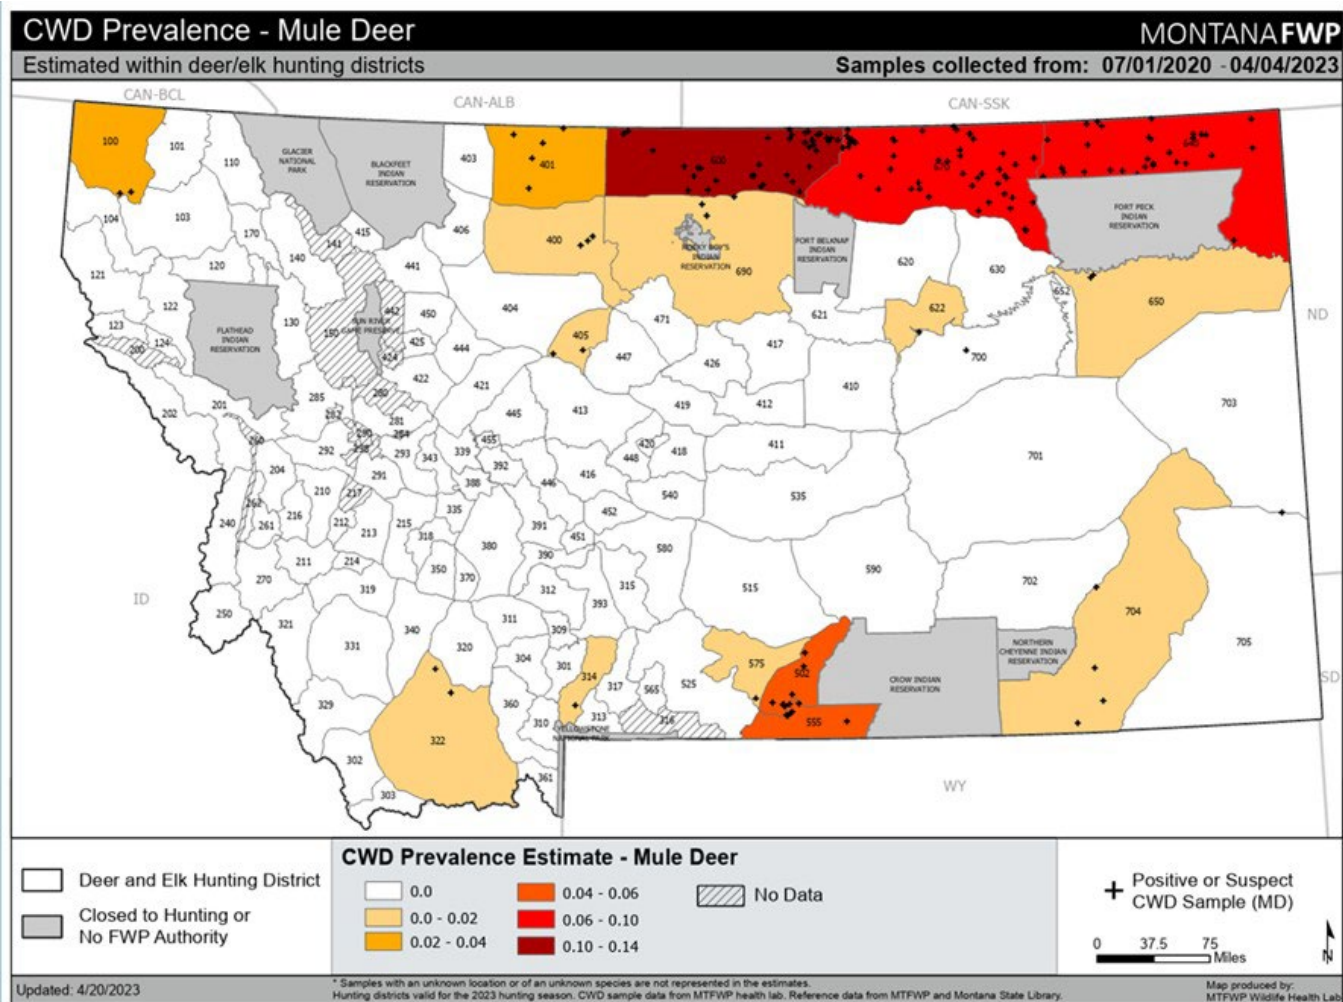 CWD Prevalence - Mule Deer
MONTANAFWP
Estimated within deer/elk hunting districts
Samples collected from: 07/01/2020 - 04/04/2023
CAN-BCL
CAN-ALB
CAN-SSK
100
101
110
GLACIER
NATIONAL
PARK
BLACKFEET
INDIAN
RESERVATION
403
401
600
670
640
104
103
170
140
141
415
406
400
ROCKY BOY'S
INDIAN
RESERVATION
690
FORT BELKNAP
INDIAN
RESERVATION
FORT PECK
INDIAN
RESERVATION
620
630
652
650
ND
121
120
122
123
124
200
FLATHEAD
INDIAN
RESERVATION
130
150
SUN RIVER
GAME PRESERVE
441
442
450
425
424
422
444
404
405
471
447
426
417
621
622
700
410
703
202
201
285
280
282
281
284
290
298
293
292
291
343
339
455
421
445
413
419
412
420
448
418
411
701
260
204
262
261
210
216
217
212
213
215
318
335
388
392
446
416
540
535
452
451
391
390
240
211
214
270
319
350
370
380
580
515
590
702
704
705
ID
250
321
331
340
320
312
393
315
311
309
304
301
314
317
565
525
575
502
555
CROW INDIAN
RESERVATION
NORTHERN
CHEYENNE INDIAN
RESERVATION
SD
329
322
360
310
313
316
YELLOWSTONE
NATIONAL PARK
302
303
361
WY
Deer and Elk Hunting District
Closed to Hunting or
No FWP Authority
CWD Prevalence Estimate - Mule Deer
0.0
0.0 - 0.02
0.02 - 0.04
0.04 - 0.06
0.06 - 0.10
0.10 - 0.14
No Data
Positive or Suspect
CWD Sample (MD)
0 37.5 75
Miles
N
Updated: 4/20/2023
* Samples with an unknown location or of an unknown species are not represented in the estimates.
Hunting districts valid for the 2023 hunting season. CWD sample data from MTFWP health lab. Reference data from MTFWP and Montana State Library.
Map produced by:
MTFWP Wildlife Health Lab